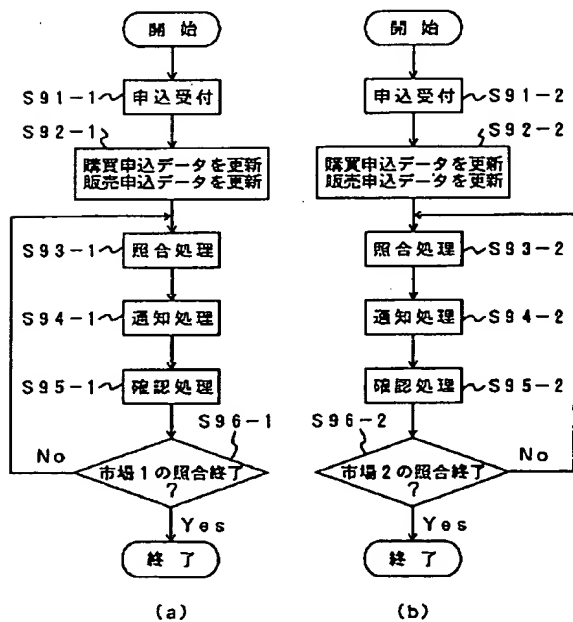 開始
S91-1
申込受付
S92-1
購買申込データを更新
販売申込データを更新
S93-1
照合処理
S94-1
通知処理
S95-1
確認処理
S96-1
No
市場1の照合終了
?
Yes
終了
(a)
開始
申込受付
S91-2
S92-2
購買申込データを更新
販売申込データを更新
照合処理
S93-2
通知処理
S94-2
確認処理
S95-2
S96-2
市場2の照合終了
?
No
Yes
終了
(b)